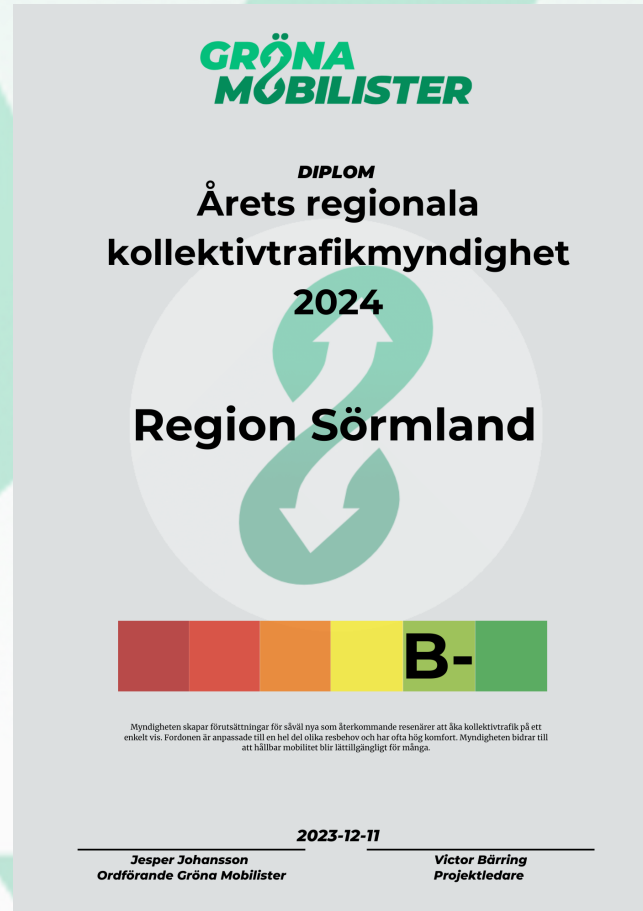 GRÖNA
MOBILISTER
DIPLOM
Årets regionala
kollektivtrafikmyndighet
2024
Region Sörmland
B-
Myndigheten skapar förutsättningar för såväl nya som återkommande resenärer att åka kollektivtrafik på ett
enkelt vis. Fordonen är anpassade till en hel del olika resbehov och har ofta hög komfort. Myndigheten bidrar till
att hållbar mobilitet blir lättillgängligt för många.
2023-12-11
Jesper Johansson
Ordförande Gröna Mobilister
Victor Bärring
Projektledare